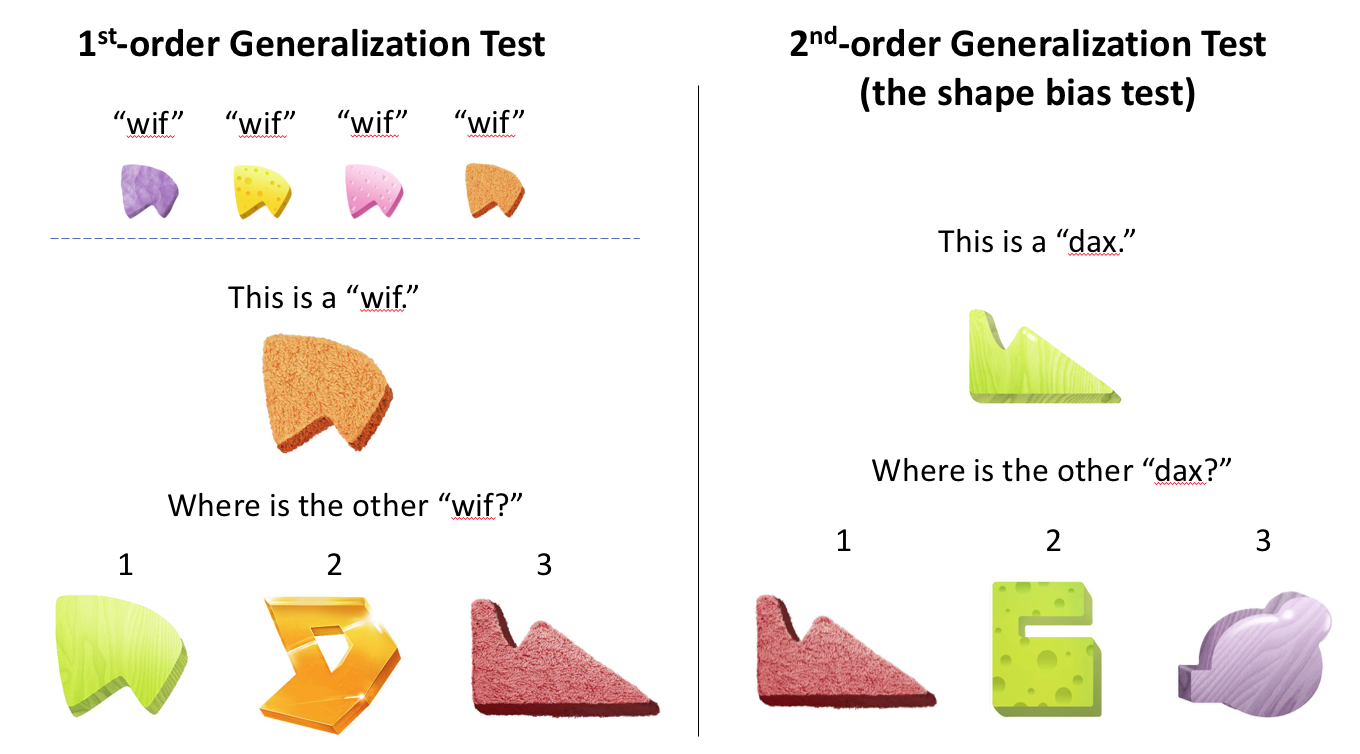 1st-order Generalization Test
“wif” “wif” “wif” “wif”
This is a “wif.”
Where is the other “wif?”
1 2 3
2nd-order Generalization Test
(the shape bias test)
This is a “dax.”
Where is the other “dax?”
1 2 3